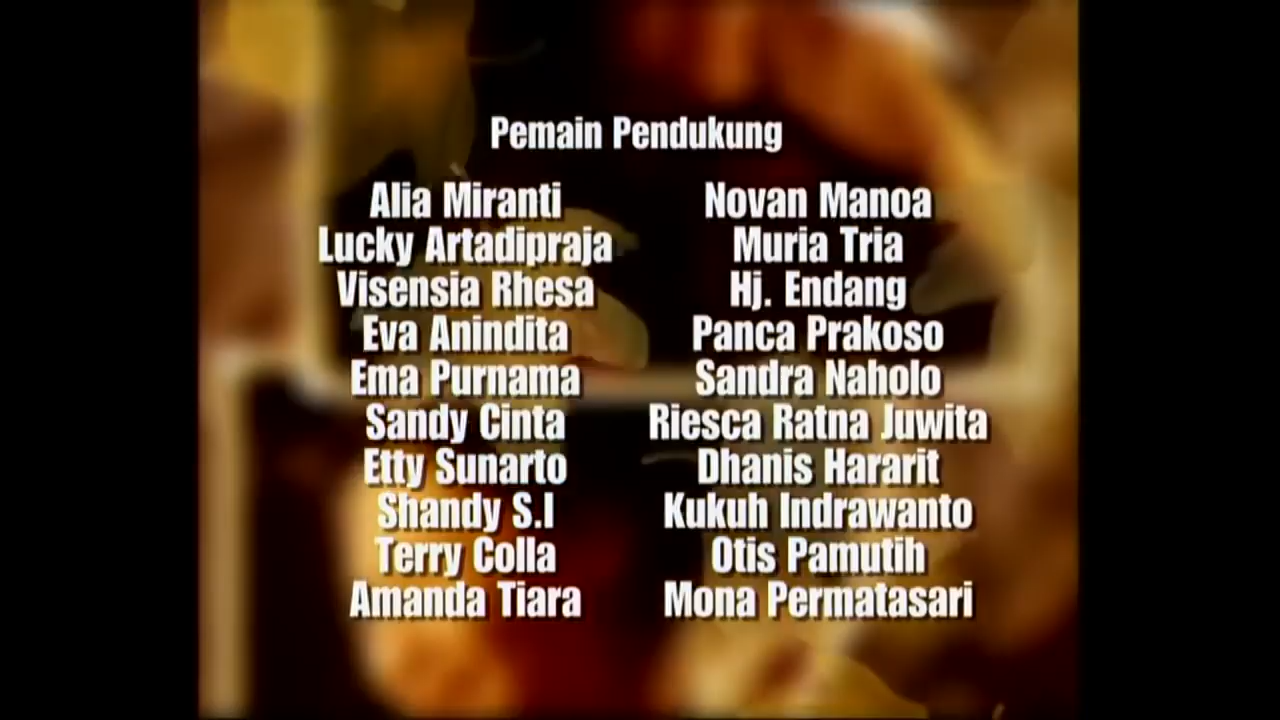 Pemain Pendukung
Alia Miranti
Lucky Artadipraja
Visensia Rhesa
Eva Anindita
Ema Purnama
Sandy Cinta
Etty Sunarto
Shandy S.I
Terry Colla
Amanda Tiara
Novan Manoa
Muria Tria
Hj. Endang
Panca Prakoso
Sandra Naholo
Riesca Ratna Juwita
Dhanis Hararit
Kukuh Indrawanto
Otis Pamutih
Mona Permatasari